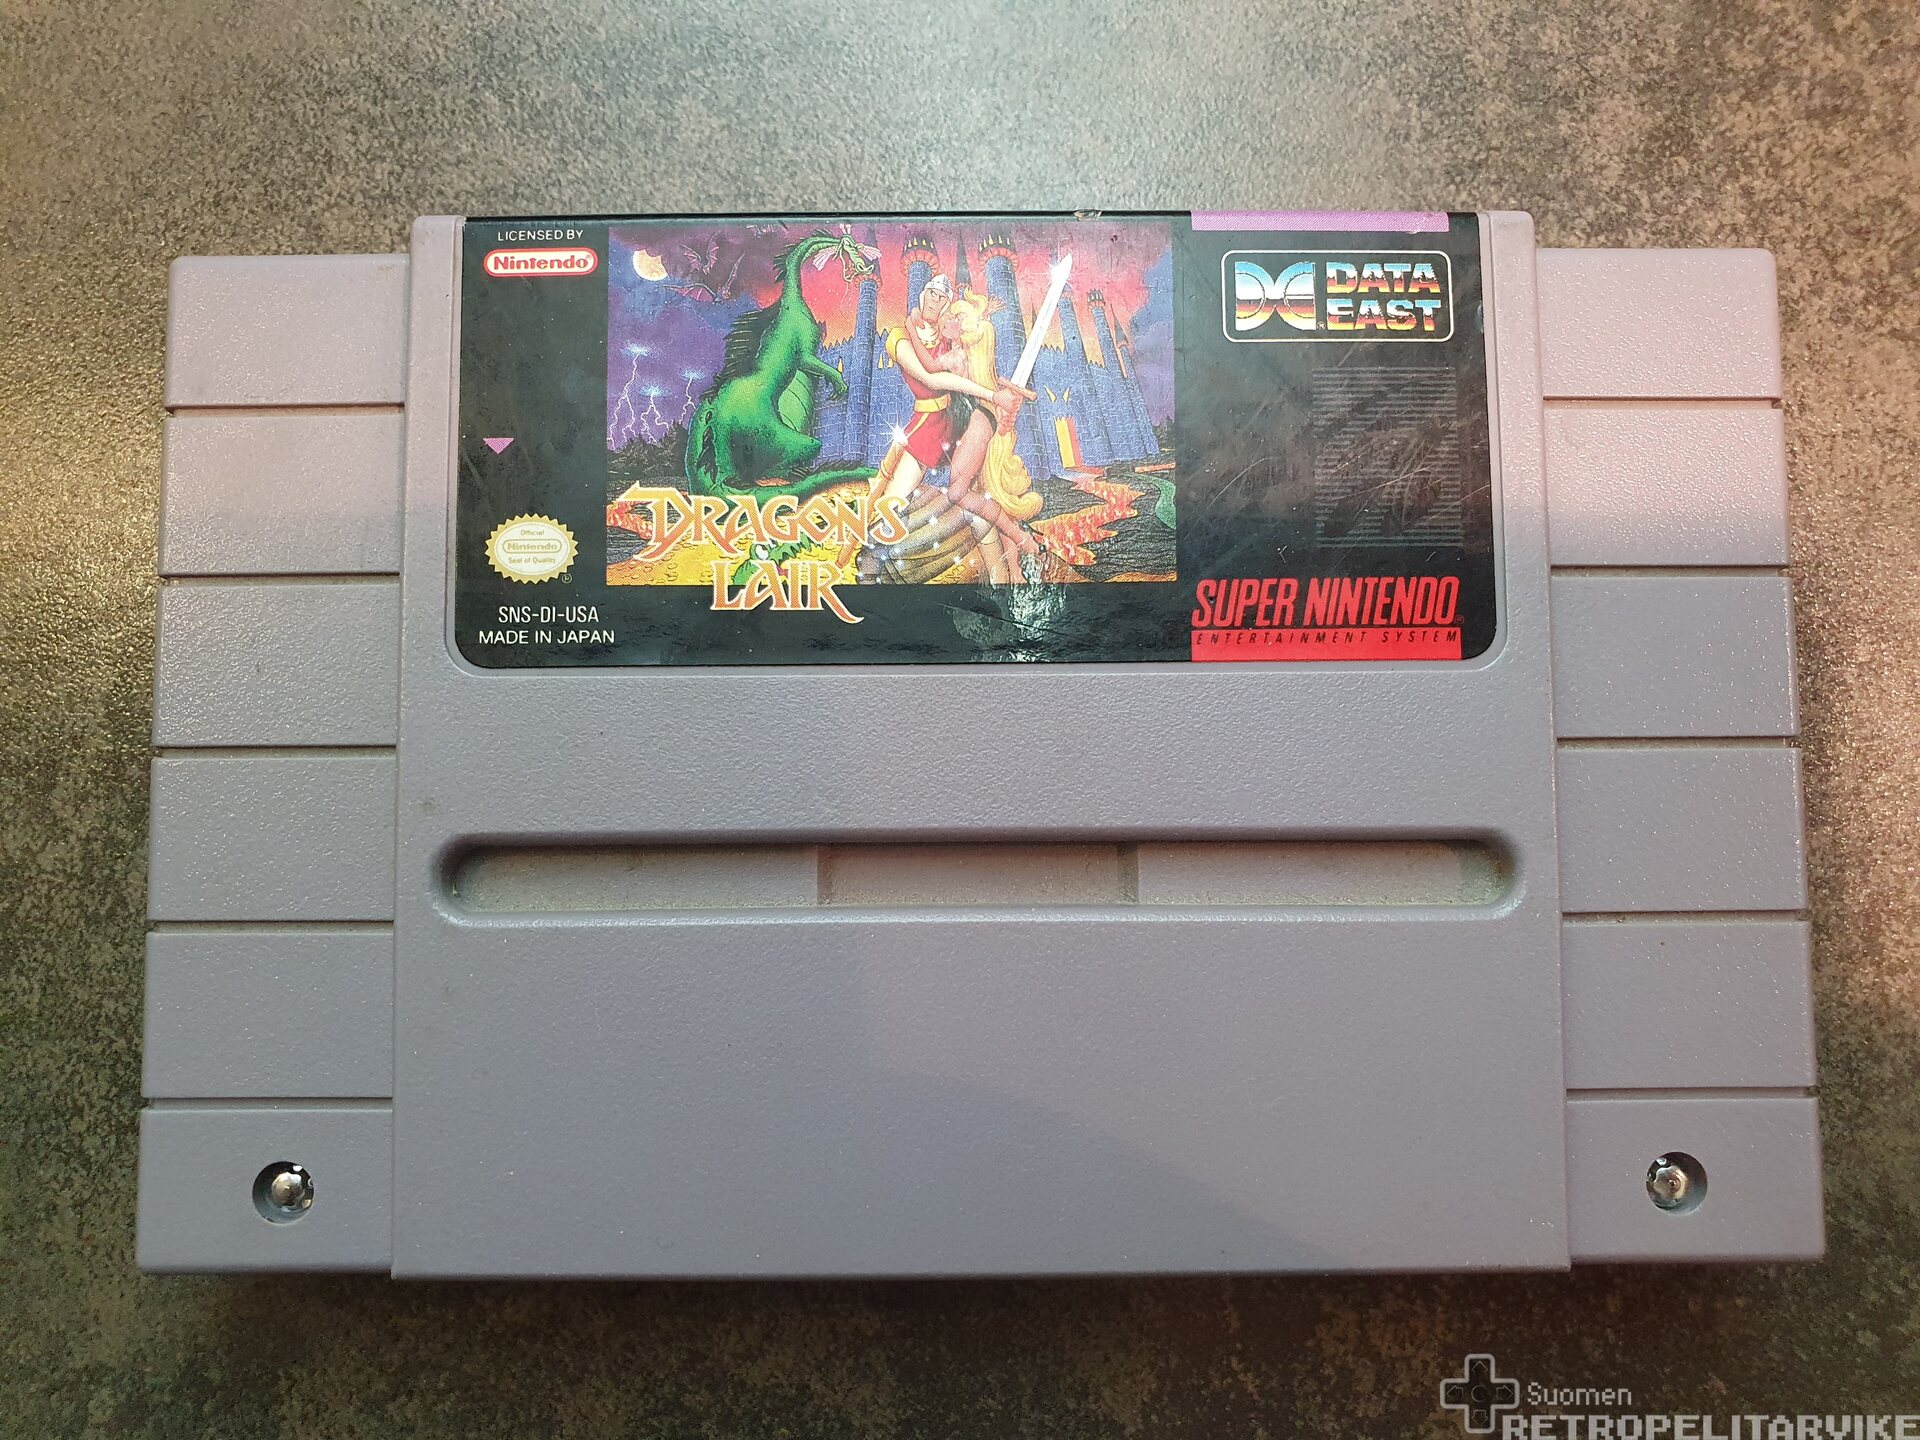 LICENSED BY
Nintendo®
DATA
EAST
DRAGON'S
LAIR
Official
Nintendo
Seal of Quality
SNS-DI-USA
MADE IN JAPAN
SUPER NINTENDO®
ENTERTAINMENT SYSTEM
Suomen
RETROPELITARVIKE